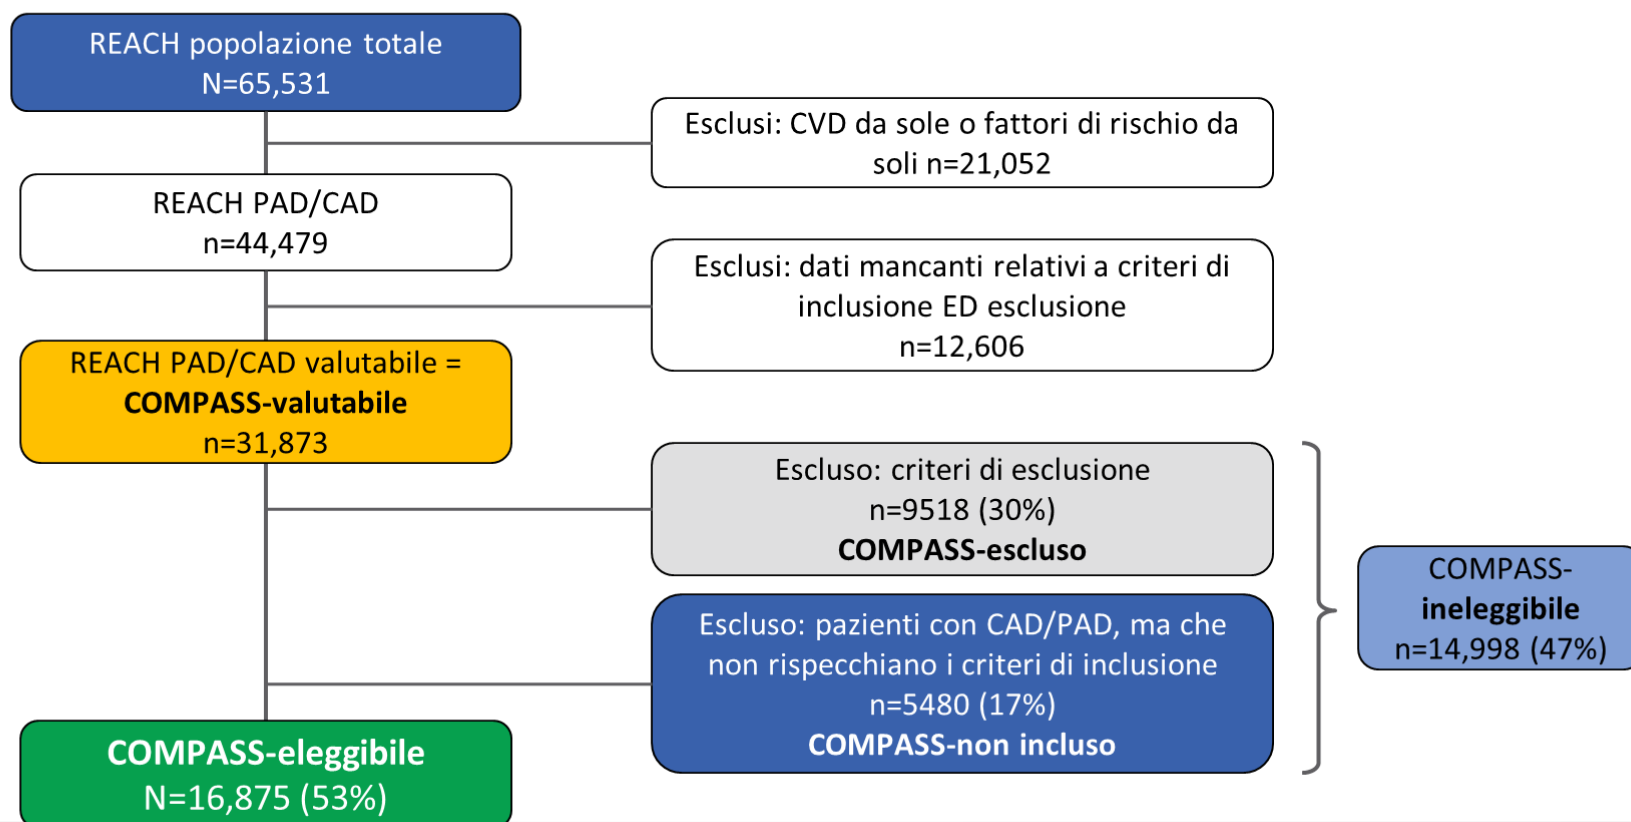 REACH popolazione totale
N=65,531
Esclusi: CVD da sole o fattori di rischio da
soli n=21,052
REACH PAD/CAD
n=44,479
Esclusi: dati mancanti relativi a criteri di
inclusione ED esclusione
n=12,606
REACH PAD/CAD valutabile =
COMPASS-valutabile
n=31,873
Escluso: criteri di esclusione
n=9518 (30%)
COMPASS-escluso
Escluso: pazienti con CAD/PAD, ma che
non rispecchiano i criteri di inclusione
n=5480 (17%)
COMPASS-non incluso
COMPASS-
ineleggibile
n=14,998 (47%)
COMPASS-eleggibile
N=16,875 (53%)